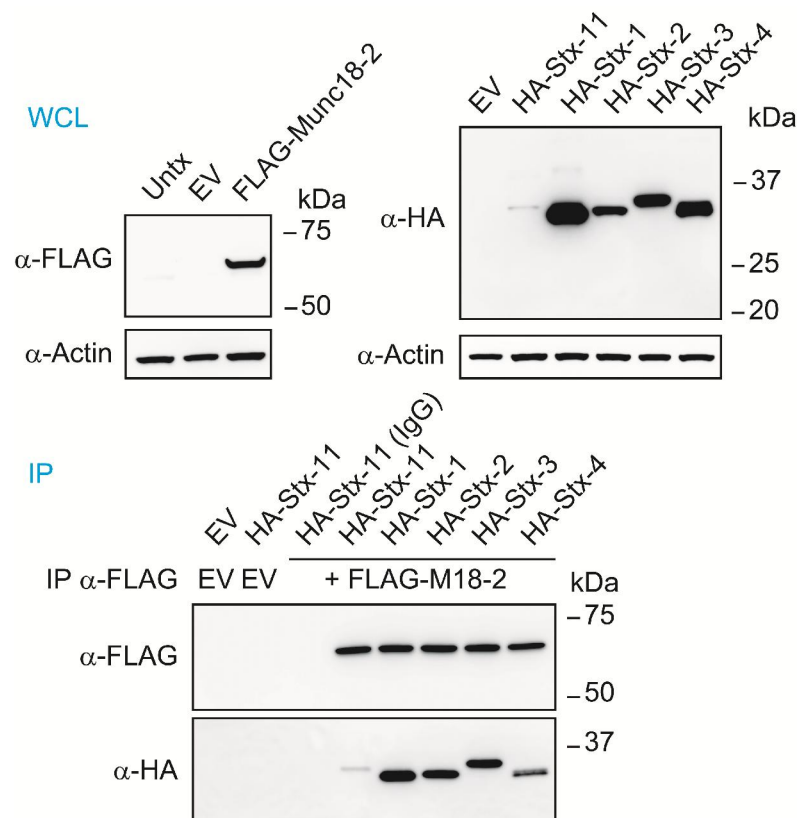 WCL
Untx
EV
FLAG-Munc18-2
kDa
α-FLAG
–75
–50
α-Actin
EV
HA-Stx-11
HA-Stx-1
HA-Stx-2
HA-Stx-3
HA-Stx-4
kDa
α-HA
–37
–25
–20
α-Actin
IP
EV
HA-Stx-11
HA-Stx-11 (IgG)
HA-Stx-11
HA-Stx-1
HA-Stx-2
HA-Stx-3
HA-Stx-4
IP α-FLAG EV EV + FLAG-M18-2 kDa
α-FLAG
–75
–50
α-HA
–37